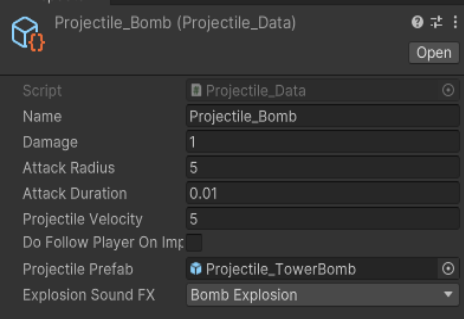 Projectile_Bomb (Projectile_Data)
Open
Script Projectile_Data
Name Projectile_Bomb
Damage 1
Attack Radius 5
Attack Duration 0.01
Projectile Velocity 5
Do Follow Player On Imp
Projectile Prefab Projectile_TowerBomb
Explosion Sound FX Bomb Explosion